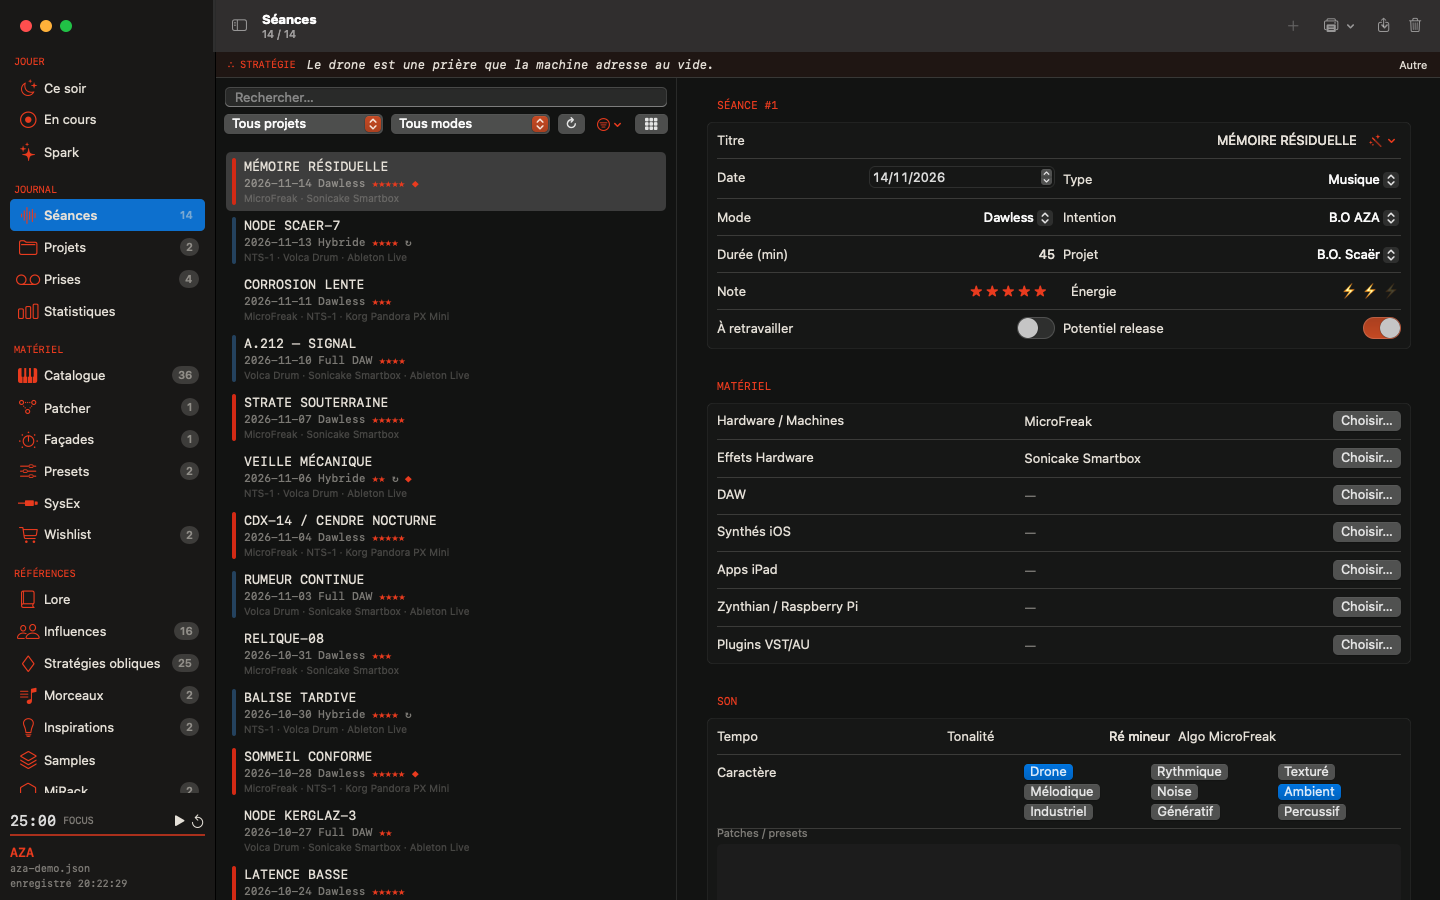 JOUER
Ce soir
En cours
Spark
JOURNAL
Séances 14
Projets 2
Prises 4
Statistiques
MATÉRIEL
Catalogue 36
Patcher 1
Façades 1
Presets 2
SysEx
Wishlist 2
RÉFÉRENCES
Lore
Influences 16
Stratégies obliques 25
Morceaux 2
Inspirations 2
Samples
MiRack 2
25:00 FOCUS
AZA
aza-demo.json
enregistré 20:22:29
Séances
14 / 14
∴ STRATÉGIE Le drone est une prière que la machine adresse au vide. Autre
Rechercher...
Tous projets Tous modes
MÉMOIRE RÉSIDUELLE
2026-11-14 Dawless ★★★★★ ◆
MicroFreak · Sonicake Smartbox
NODE SCAER-7
2026-11-13 Hybride ★★★★ ↻
NTS-1 · Volca Drum · Ableton Live
CORROSION LENTE
2026-11-11 Dawless ★★★
MicroFreak · NTS-1 · Korg Pandora PX Mini
A.212 — SIGNAL
2026-11-10 Full DAW ★★★★
Volca Drum · Sonicake Smartbox · Ableton Live
STRATE SOUTERRAINE
2026-11-07 Dawless ★★★★★
MicroFreak · Sonicake Smartbox
VEILLE MÉCANIQUE
2026-11-06 Hybride ★★ ↻ ◆
NTS-1 · Volca Drum · Ableton Live
CDX-14 / CENDRE NOCTURNE
2026-11-04 Dawless ★★★★★
MicroFreak · NTS-1 · Korg Pandora PX Mini
RUMEUR CONTINUE
2026-11-03 Full DAW ★★★★
Volca Drum · Sonicake Smartbox · Ableton Live
RELIQUE-08
2026-10-31 Dawless ★★★
MicroFreak · Sonicake Smartbox
BALISE TARDIVE
2026-10-30 Hybride ★★★★ ↻
NTS-1 · Volca Drum · Ableton Live
SOMMEIL CONFORME
2026-10-28 Dawless ★★★★★ ◆
MicroFreak · NTS-1 · Korg Pandora PX Mini
NODE KERGLAZ-3
2026-10-27 Full DAW ★★
Volca Drum · Sonicake Smartbox · Ableton Live
LATENCE BASSE
2026-10-24 Dawless ★★★★★
SÉANCE #1
Titre MÉMOIRE RÉSIDUELLE
Date 14/11/2026 Type Musique
Mode Dawless Intention B.O AZA
Durée (min) 45 Projet B.O. Scaër
Note ★★★★★ Énergie ⚡⚡⚡
À retravailler Potentiel release
MATÉRIEL
Hardware / Machines MicroFreak Choisir...
Effets Hardware Sonicake Smartbox Choisir...
DAW — Choisir...
Synthés iOS — Choisir...
Apps iPad — Choisir...
Zynthian / Raspberry Pi — Choisir...
Plugins VST/AU — Choisir...
SON
Tempo Tonalité Ré mineur Algo MicroFreak
Caractère Drone Rythmique Texturé
Mélodique Noise Ambient
Industriel Génératif Percussif
Patches / presets